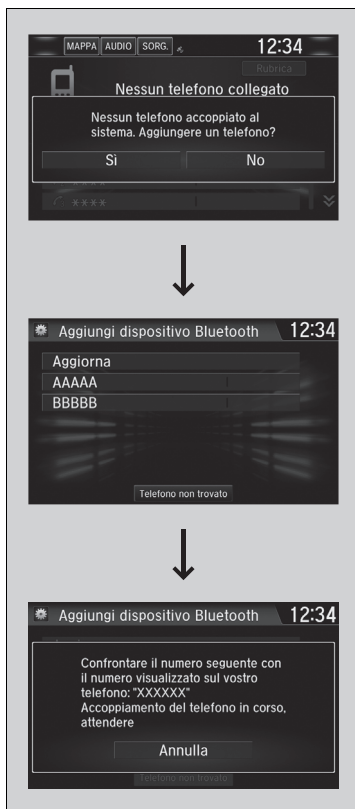 MAPPA AUDIO SORG. 12:34
Rubrica
Nessun telefono collegato
Nessun telefono accoppiato al
sistema. Aggiungere un telefono?
Sì No
****
****
Aggiungi dispositivo Bluetooth 12:34
Aggiorna
AAAAA
BBBBB
Telefono non trovato
Aggiungi dispositivo Bluetooth 12:34
Confrontare il numero seguente con
il numero visualizzato sul vostro
telefono: "XXXXXX"
Accoppiamento del telefono in corso,
attendere
Annulla
Telefono non trovato